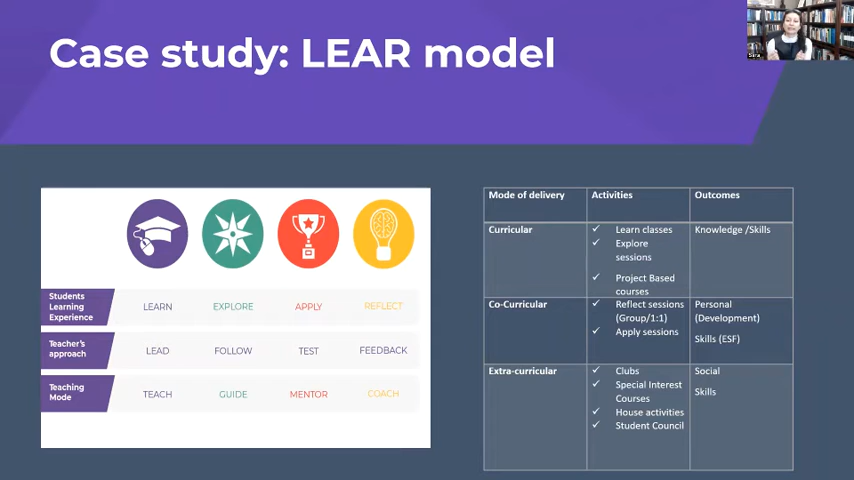 Case study: LEAR model
Students
Learning
Experience
LEARN
EXPLORE
APPLY
REFLECT
Teacher's
approach
LEAD
FOLLOW
TEST
FEEDBACK
Teaching
Mode
TEACH
GUIDE
MENTOR
COACH
Mode of delivery
Activities
Outcomes
Curricular
✓ Learn classes
✓ Explore
sessions
✓ Project Based
courses
Knowledge /Skills
Co-Curricular
✓ Reflect sessions
(Group/1:1)
✓ Apply sessions
Personal
(Development)
Skills (ESF)
Extra-curricular
✓ Clubs
✓ Special Interest
Courses
✓ House activities
✓ Student Council
Social
Skills